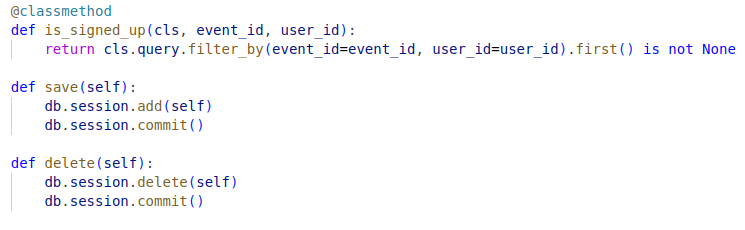 @classmethod
def is_signed_up(cls, event_id, user_id):
    return cls.query.filter_by(event_id=event_id, user_id=user_id).first() is not None

def save(self):
    db.session.add(self)
    db.session.commit()

def delete(self):
    db.session.delete(self)
    db.session.commit()